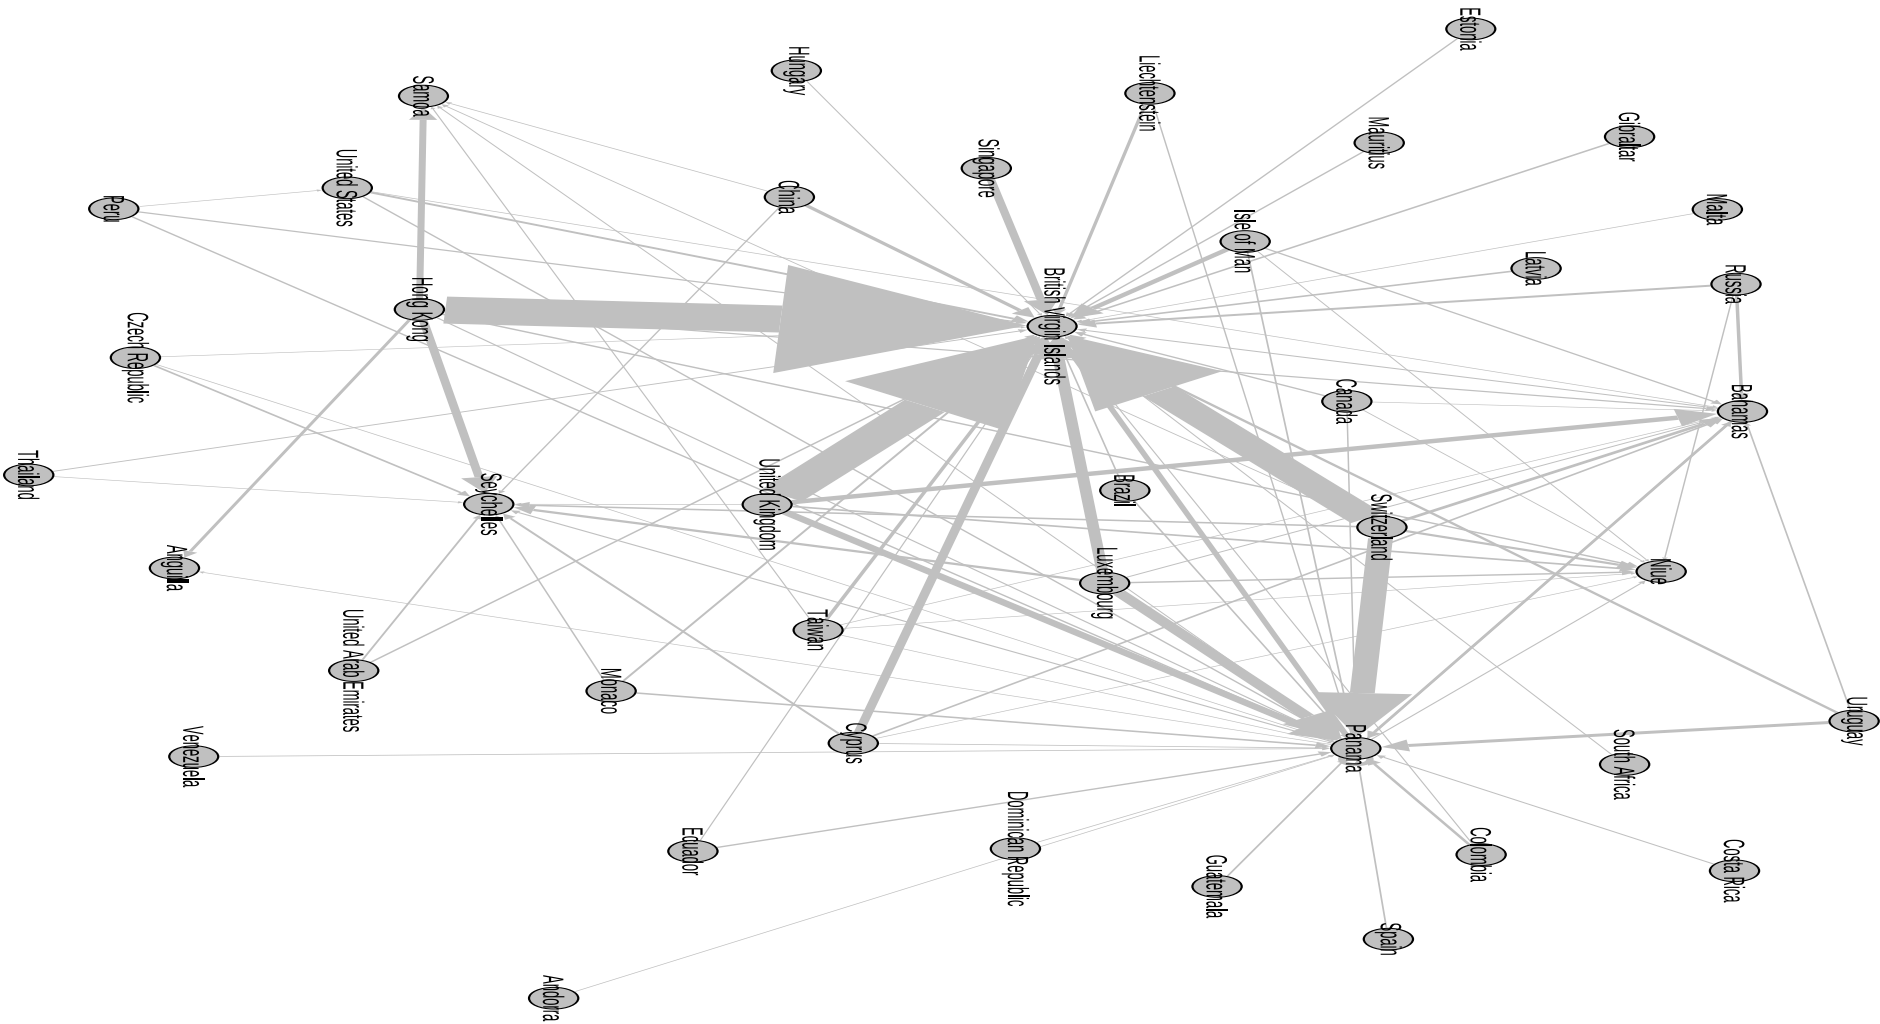 Estonia
Hungary
Liechtenstein
Samoa
Mauritius
Gibraltar
Singapore
United States
China
Peru
Malta
Isle of Man
Latvia
Russia
British Virgin Islands
Hong Kong
Czech Republic
Canada
Bahamas
Thailand
Seychelles
United Kingdom
Brazil
Switzerland
Anguilla
Luxembourg
Niue
United Arab Emirates
Taiwan
Monaco
Venezuela
Cyprus
Panama
South Africa
Uruguay
Equador
Dominican Republic
Guatemala
Colombia
Costa Rica
Spain
Andorra